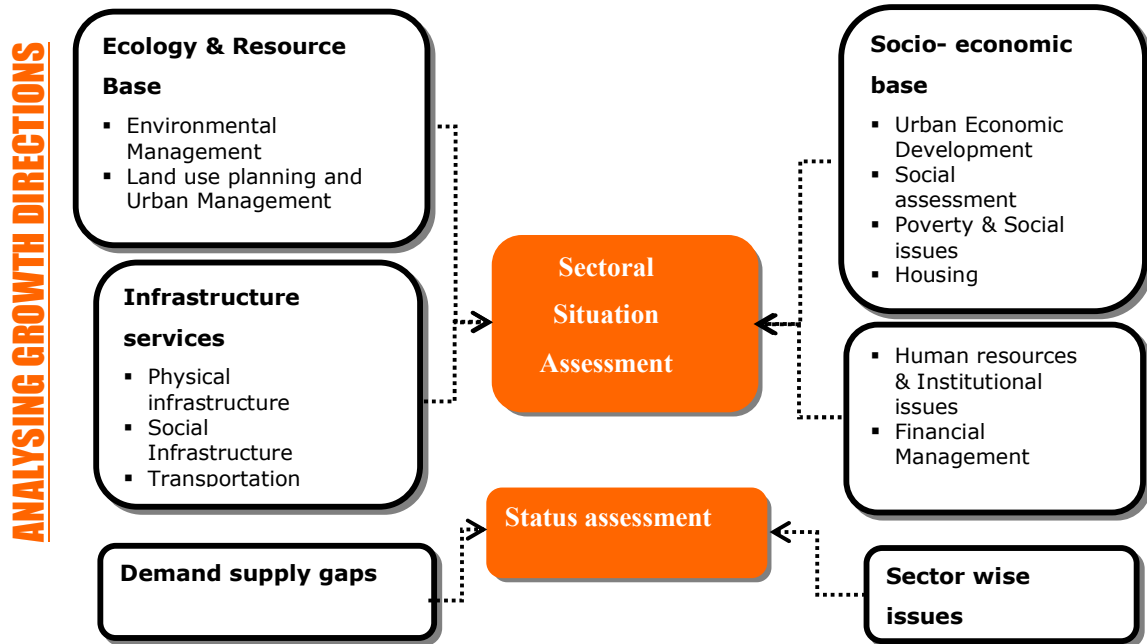 ANALYSING GROWTH DIRECTIONS
Ecology & Resource
Base
▪ Environmental
Management
▪ Land use planning and
Urban Management
Infrastructure
services
▪ Physical
infrastructure
▪ Social
Infrastructure
▪ Transportation
Demand supply gaps
Sectoral
Situation
Assessment
Status assessment
Socio- economic
base
▪ Urban Economic
Development
▪ Social
assessment
▪ Poverty & Social
issues
▪ Housing
▪ Human resources
& Institutional
issues
▪ Financial
Management
Sector wise
issues